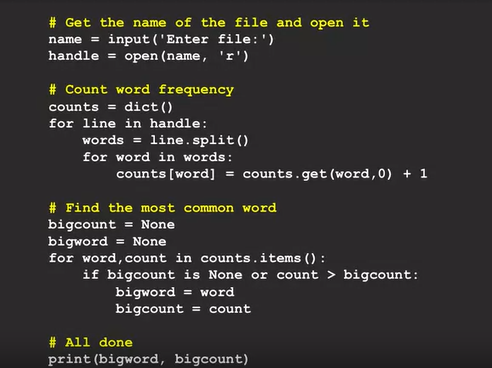 # Get the name of the file and open it
name = input('Enter file:')
handle = open(name, 'r')

# Count word frequency
counts = dict()
for line in handle:
    words = line.split()
    for word in words:
        counts[word] = counts.get(word,0) + 1

# Find the most common word
bigcount = None
bigword = None
for word,count in counts.items():
    if bigcount is None or count > bigcount:
        bigword = word
        bigcount = count

# All done
print(bigword, bigcount)